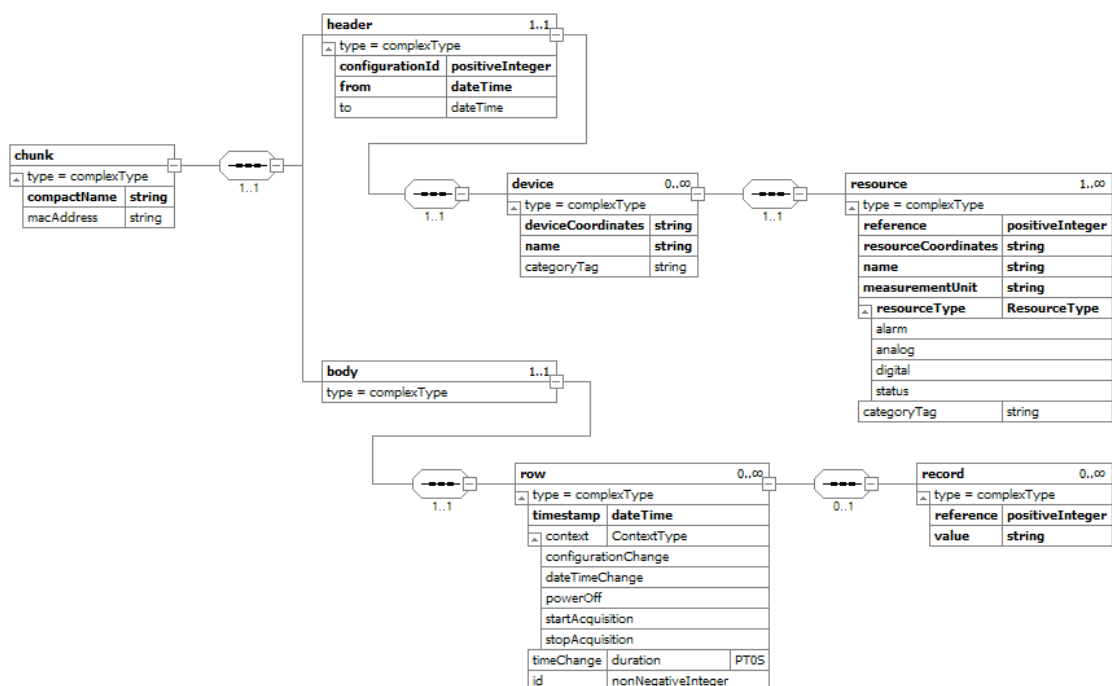 header 1..1
type = complexType
configurationId positiveInteger
from dateTime
to dateTime
chunk
type = complexType
compactName string
macAddress string
1..1
1..1
device 0..∞
type = complexType
deviceCoordinates string
name string
categoryTag string
1..1
resource 1..∞
type = complexType
reference positiveInteger
resourceCoordinates string
name string
measurementUnit string
resourceType ResourceType
alarm
analog
digital
status
categoryTag string
body 1..1
type = complexType
1..1
row 0..∞
type = complexType
timestamp dateTime
context ContextType
configurationChange
dateTimeChange
powerOff
startAcquisition
stopAcquisition
timeChange duration PT0S
id nonNegativeInteger
0..1
record 0..∞
type = complexType
reference positiveInteger
value string